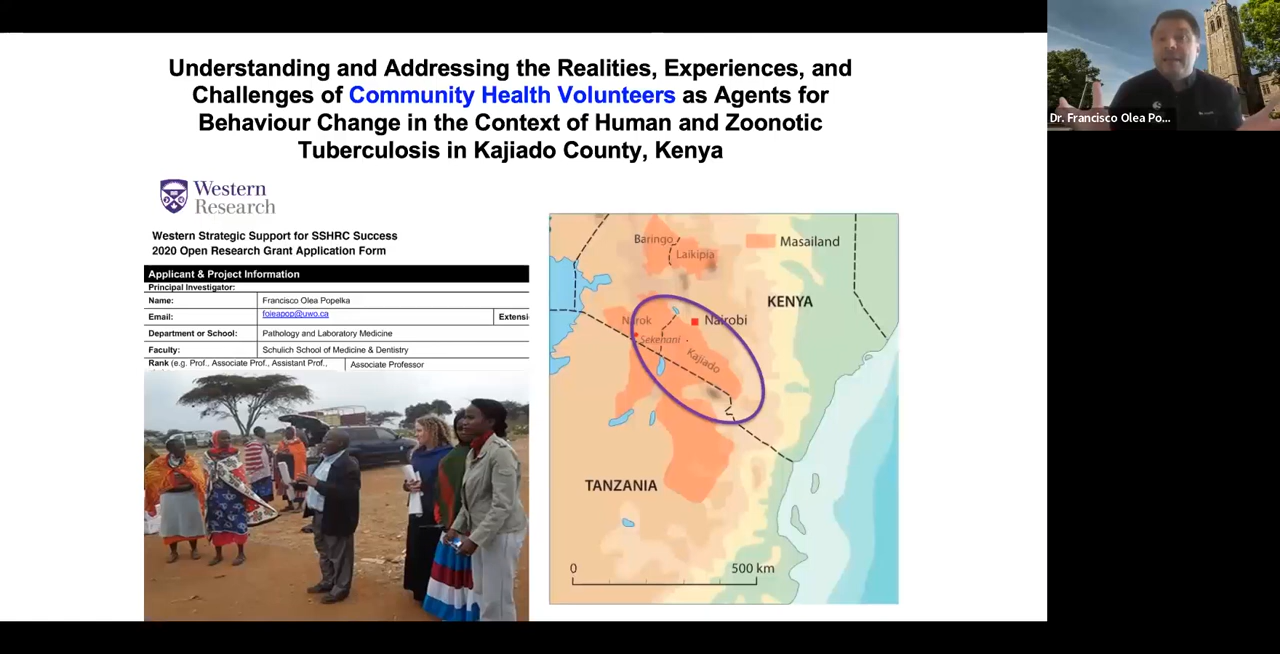 Understanding and Addressing the Realities, Experiences, and
Challenges of Community Health Volunteers as Agents for
Behaviour Change in the Context of Human and Zoonotic
Tuberculosis in Kajiado County, Kenya
Western
Research
Western Strategic Support for SSHRC Success
2020 Open Research Grant Application Form
Applicant & Project Information
Principal Investigator:
Name: Francisco Olea Popelka
Email: foleapop@uwo.ca Extensi
Department or School: Pathology and Laboratory Medicine
Faculty: Schulich School of Medicine & Dentistry
Rank (e.g. Prof., Associate Prof., Assistant Prof., Associate Professor
Baringo
Laikipia
Masailand
KENYA
Narok
Nairobi
Sekenani
Kajiado
TANZANIA
0 500 km
Dr. Francisco Olea Po...